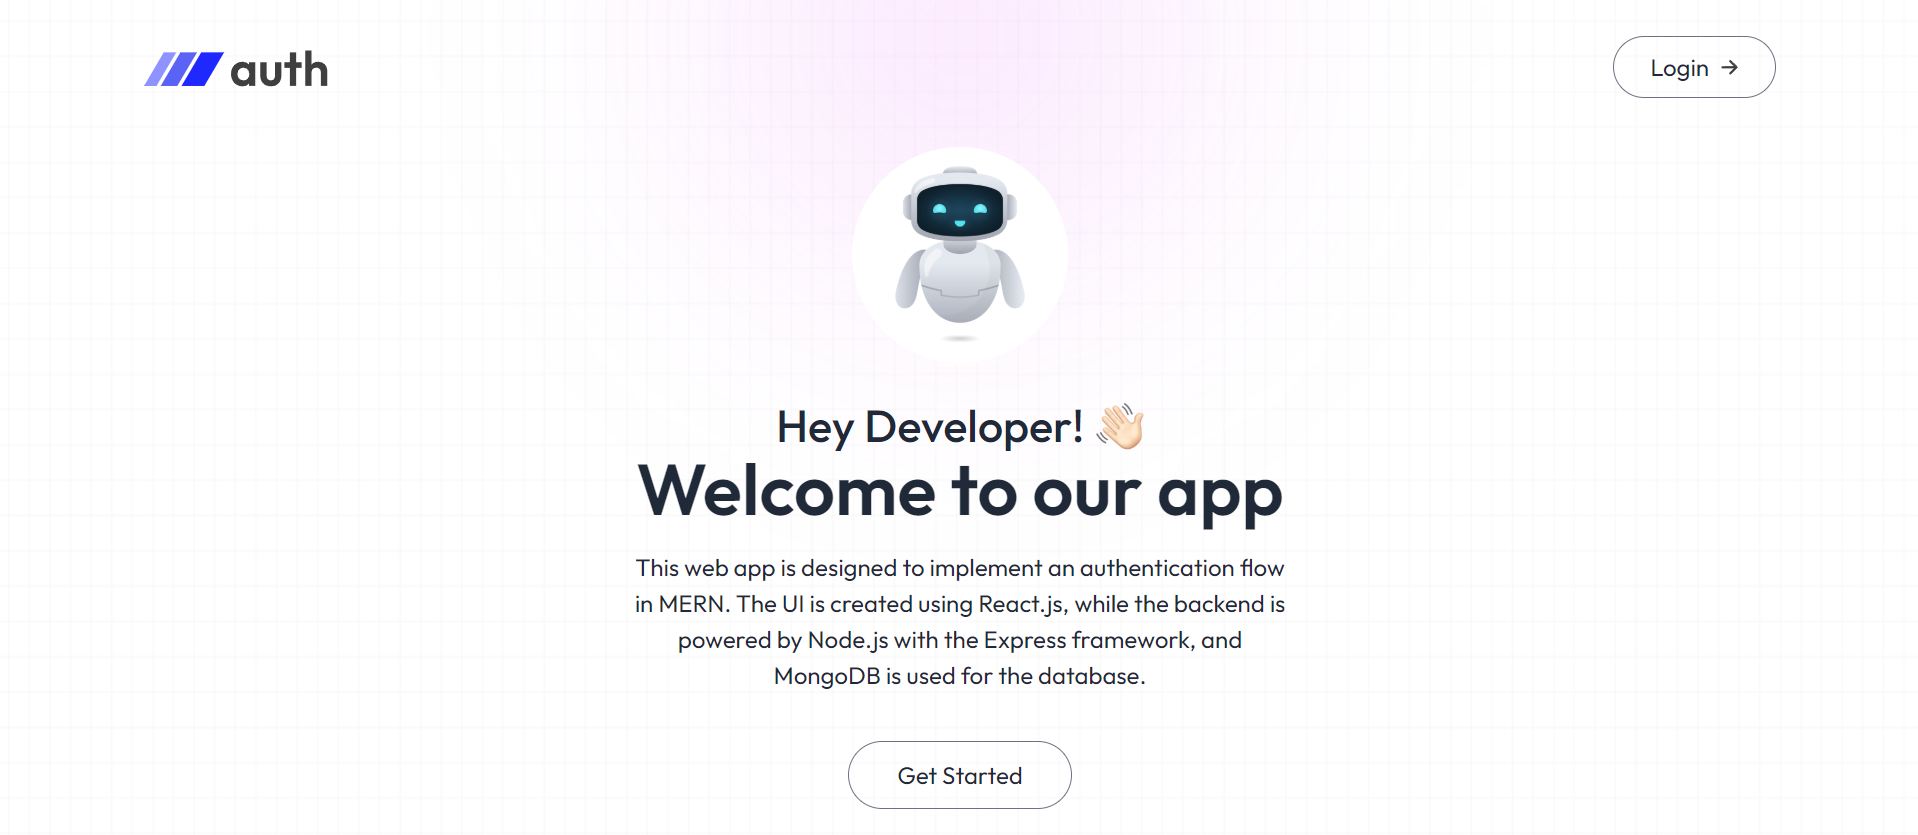 auth
Login →
Hey Developer! 👋🏻
Welcome to our app
This web app is designed to implement an authentication flow
in MERN. The UI is created using React.js, while the backend is
powered by Node.js with the Express framework, and
MongoDB is used for the database.
Get Started